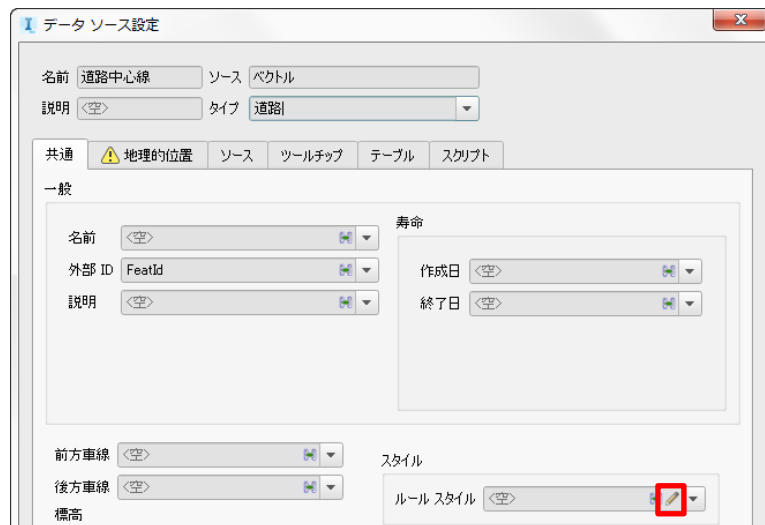 データ ソース設定
名前 道路中心線 ソース ベクトル
説明 <空> タイプ 道路
共通 地理的位置 ソース ツールチップ テーブル スクリプト
一般
名前 <空>
外部 ID FeatId
説明 <空>
寿命
作成日 <空>
終了日 <空>
前方車線 <空>
後方車線 <空>
標高
スタイル
ルール スタイル <空>